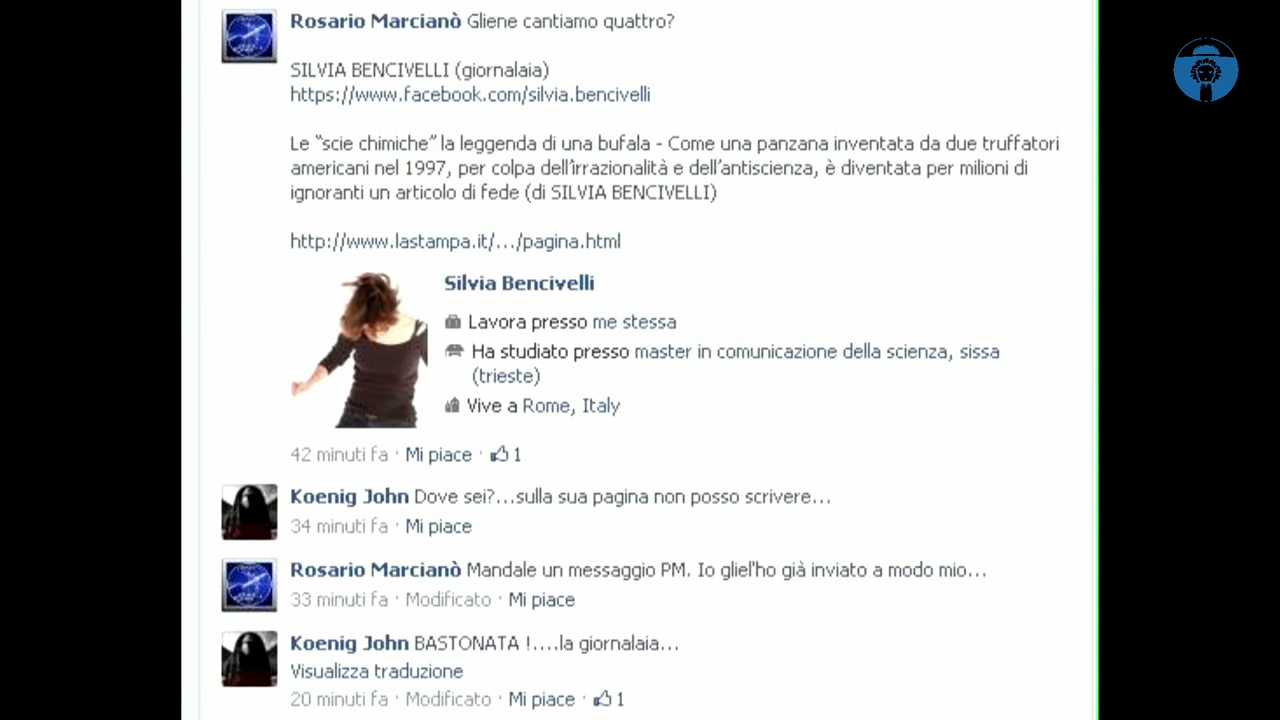 Rosario Marcianò Gliene cantiamo quattro?
SILVIA BENCIVELLI (giornalaia)
https://www.facebook.com/silvia.bencivelli
Le "scie chimiche" la leggenda di una bufala - Come una panzana inventata da due truffatori
americani nel 1997, per colpa dell'irrazionalità e dell'antiscienza, è diventata per milioni di
ignoranti un articolo di fede (di SILVIA BENCIVELLI)
http://www.lastampa.it/.../pagina.html
Silvia Bencivelli
Lavora presso me stessa
Ha studiato presso master in comunicazione della scienza, sissa
(trieste)
Vive a Rome, Italy
42 minuti fa · Mi piace · 1
Koenig John Dove sei?...sulla sua pagina non posso scrivere...
34 minuti fa · Mi piace
Rosario Marcianò Mandale un messaggio PM. Io gliel'ho già inviato a modo mio...
33 minuti fa · Modificato · Mi piace
Koenig John BASTONATA !....la giornalaia...
Visualizza traduzione
20 minuti fa · Modificato · Mi piace · 1